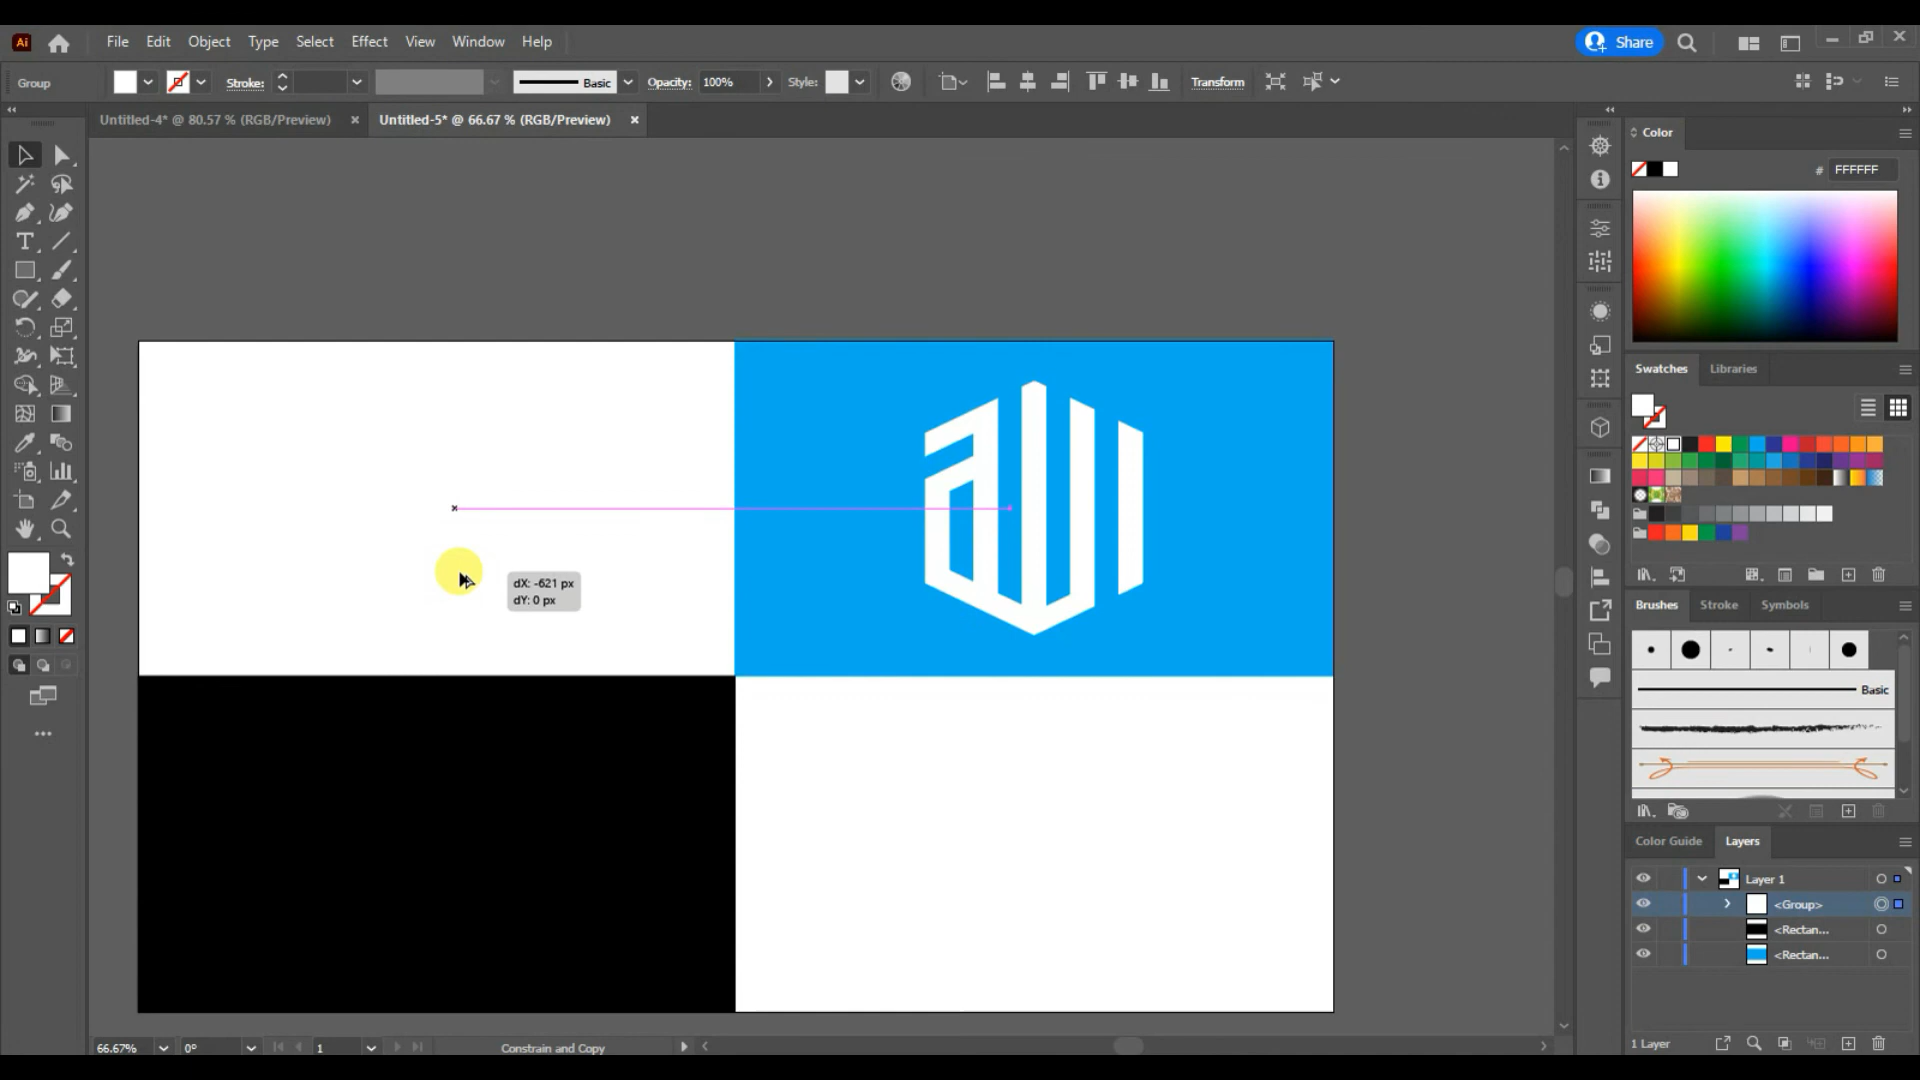 Ai File Edit Object Type Select Effect View Window Help Share
Group Stroke: Basic Opacity: 100% Style: Transform
Untitled-4* @ 80.57 % (RGB/Preview) × Untitled-5* @ 66.67 % (RGB/Preview) ×
Color
# FFFFFF
Swatches Libraries
dX: -621 px
dY: 0 px
Brushes Stroke Symbols
Basic
Color Guide Layers
Layer 1
<Group>
<Rectan...
<Rectan...
66.67% 0° 1 Constrain and Copy
1 Layer